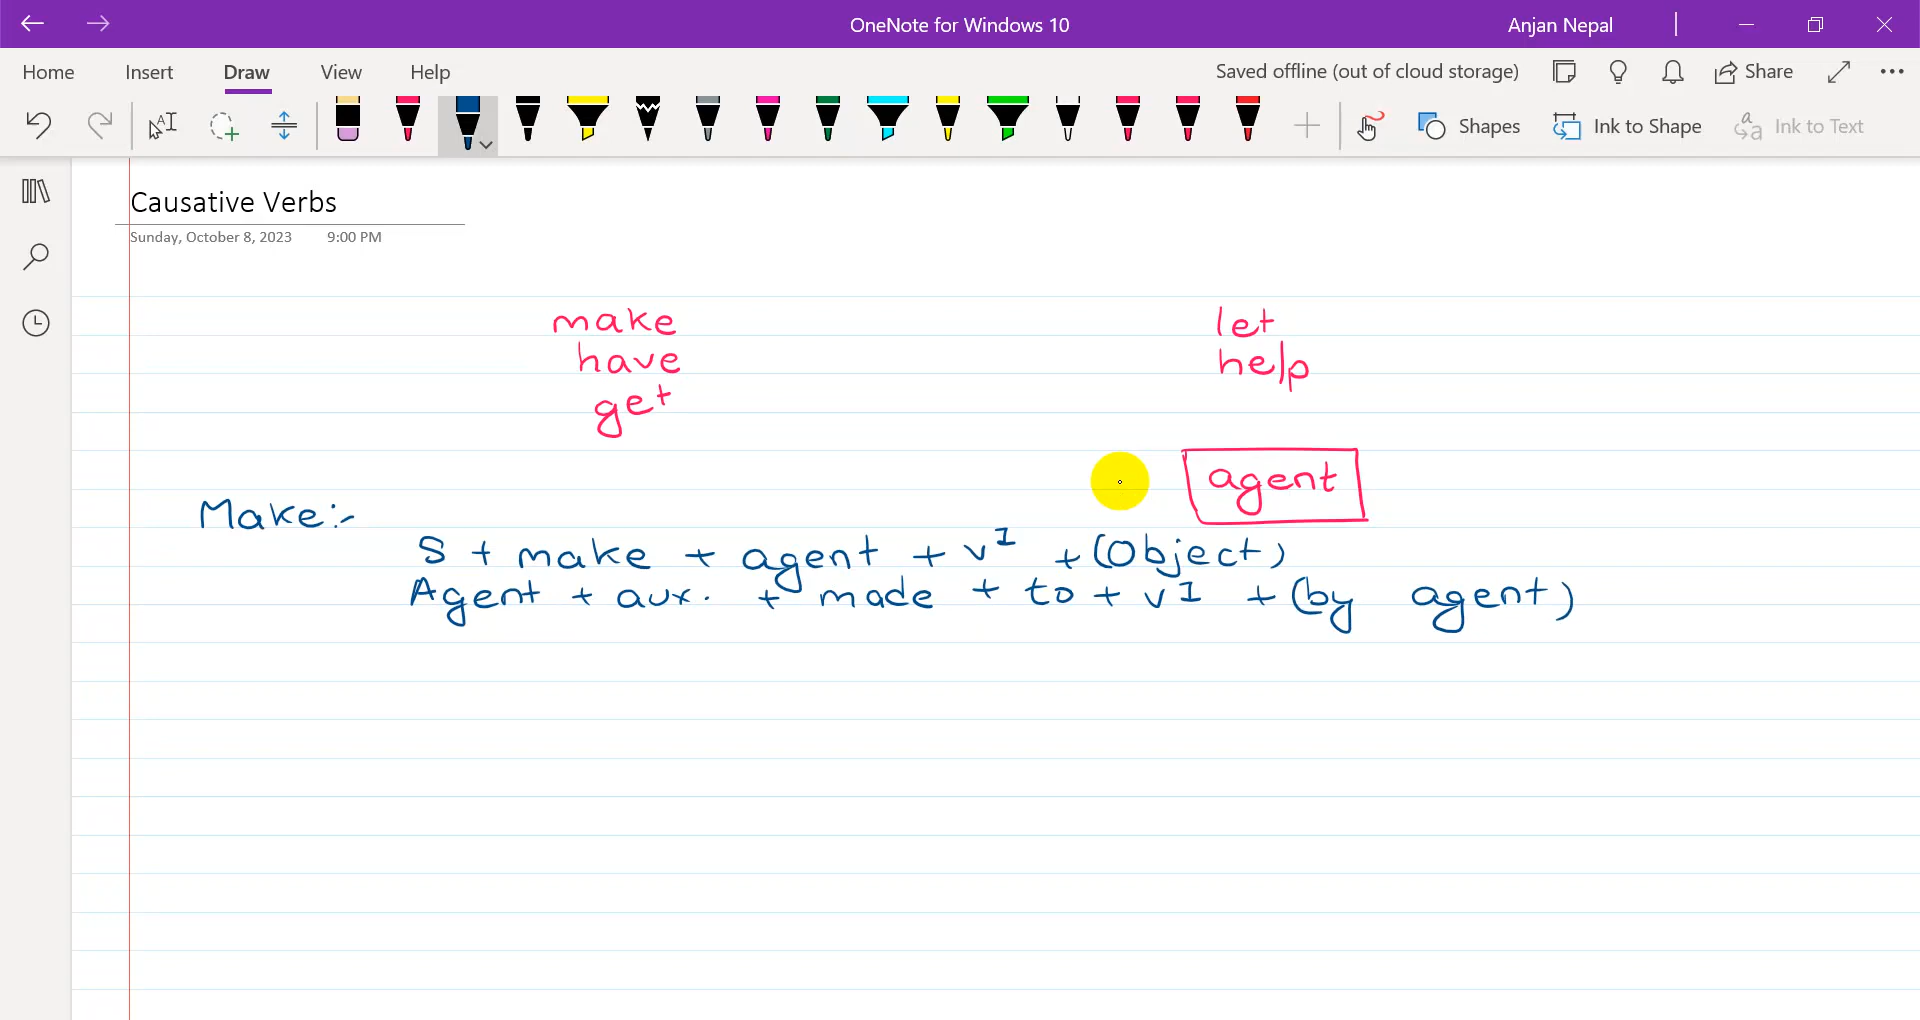 OneNote for Windows 10
Anjan Nepal
Home Insert Draw View Help
Saved offline (out of cloud storage)
Share
Shapes
Ink to Shape
Ink to Text
Causative Verbs
Sunday, October 8, 2023 9:00 PM
make
have
get
let
help
agent
Make:-
S + make + agent + vI + (Object)
Agent + aux. + made + to + vI + (by agent)